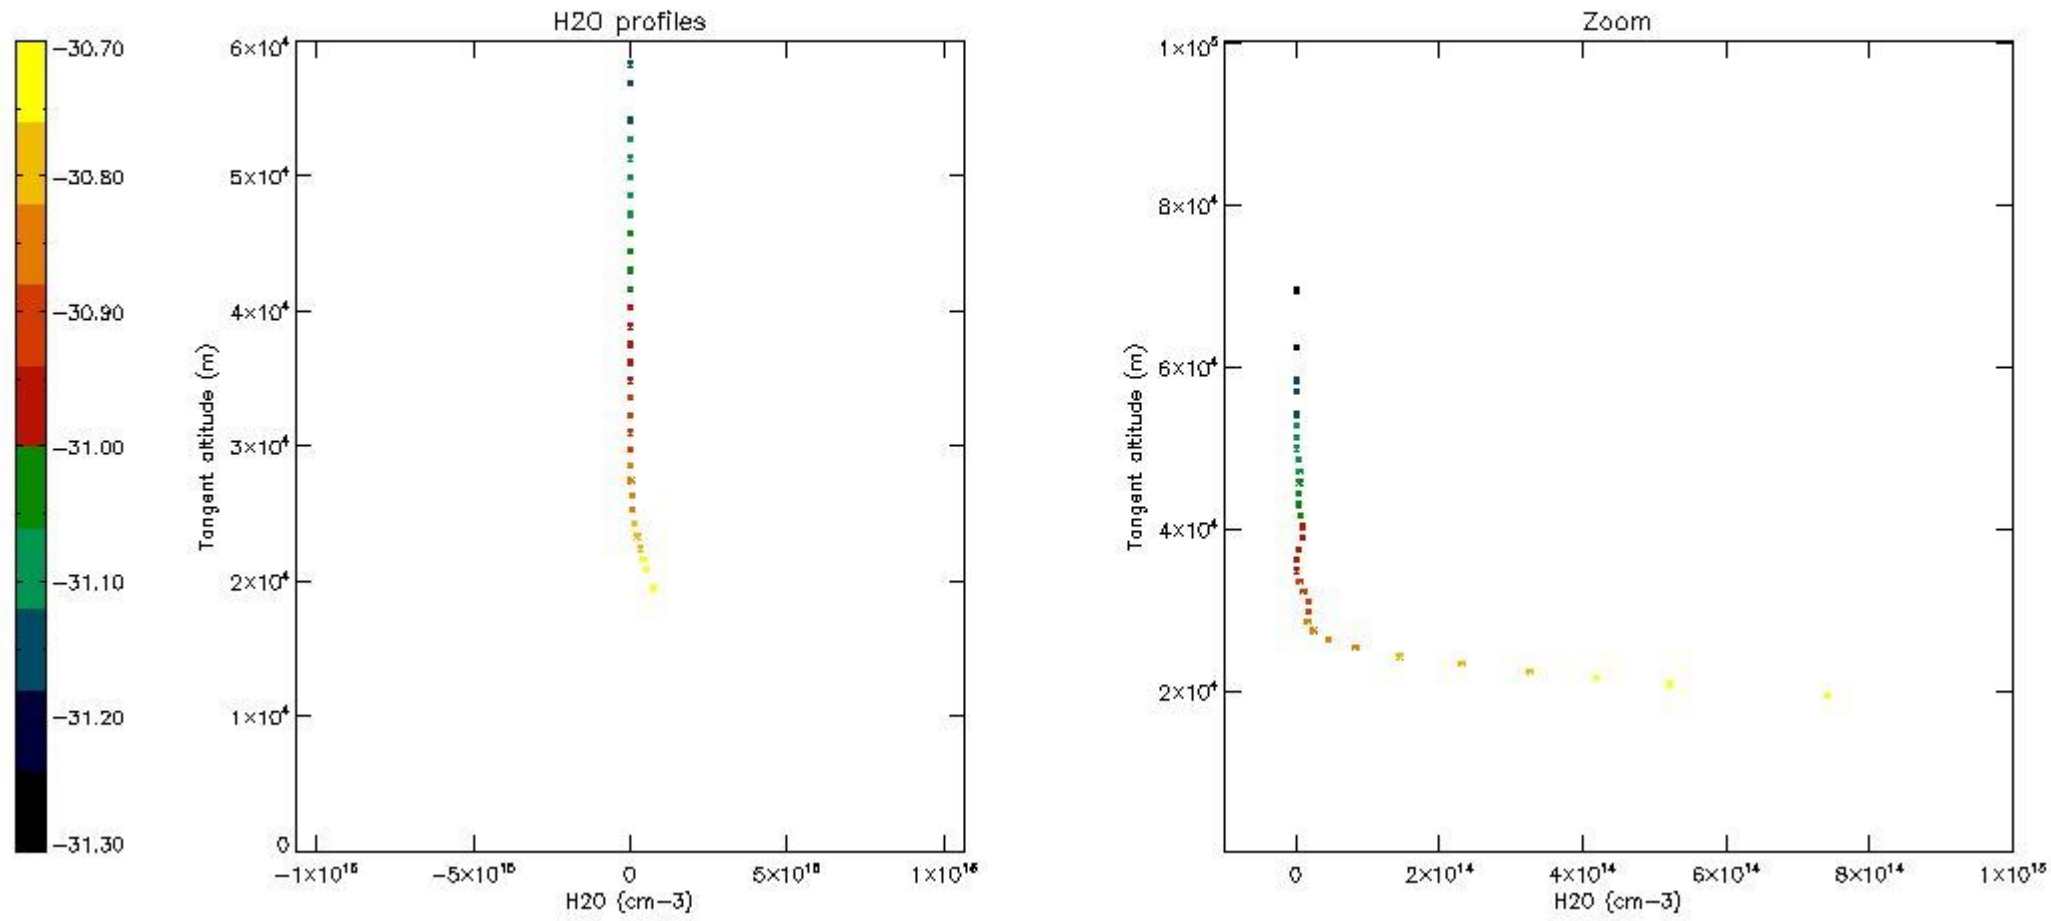 −30.70
−30.80
−30.90
−31.00
−31.10
−31.20
−31.30
H2O profiles
6×10⁴
5×10⁴
4×10⁴
3×10⁴
2×10⁴
1×10⁴
0
Tangent altitude (m)
−1×10¹⁶ −5×10¹⁵ 0 5×10¹⁵ 1×10¹⁶
H2O (cm−3)
Zoom
1×10⁵
8×10⁴
6×10⁴
4×10⁴
2×10⁴
Tangent altitude (m)
0 2×10¹⁴ 4×10¹⁴ 6×10¹⁴ 8×10¹⁴ 1×10¹⁵
H2O (cm−3)